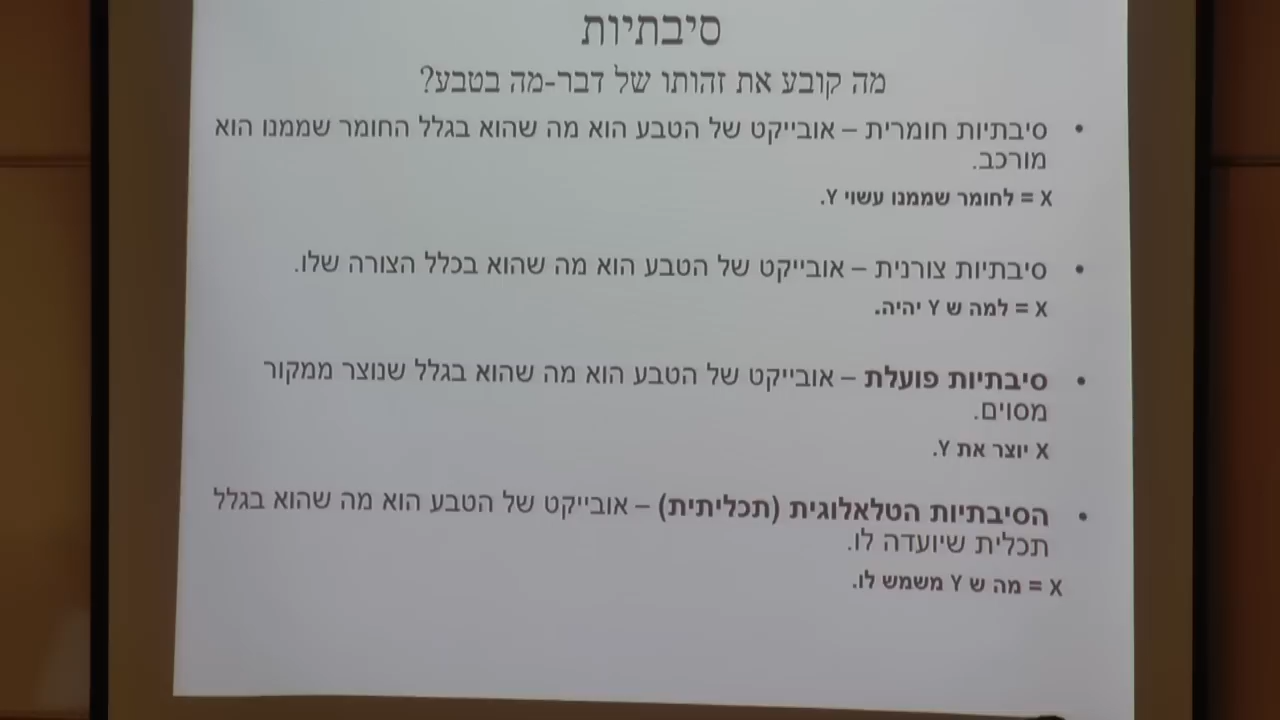 סיבתיות
מה קובע את זהותו של דבר-מה בטבע?
• סיבתיות חומרית – אובייקט של הטבע הוא מה שהוא בגלל החומר שממנו הוא
מורכב.
X = לחומר שממנו עשוי Y.
• סיבתיות צורנית – אובייקט של הטבע הוא מה שהוא בכלל הצורה שלו.
X = למה ש Y יהיה.
• סיבתיות פועלת – אובייקט של הטבע הוא מה שהוא בגלל שנוצר ממקור
מסוים.
X יוצר את Y.
• הסיבתיות הטלאלוגית (תכליתית) – אובייקט של הטבע הוא מה שהוא בגלל
תכלית שיועדה לו.
X = מה ש Y משמש לו.